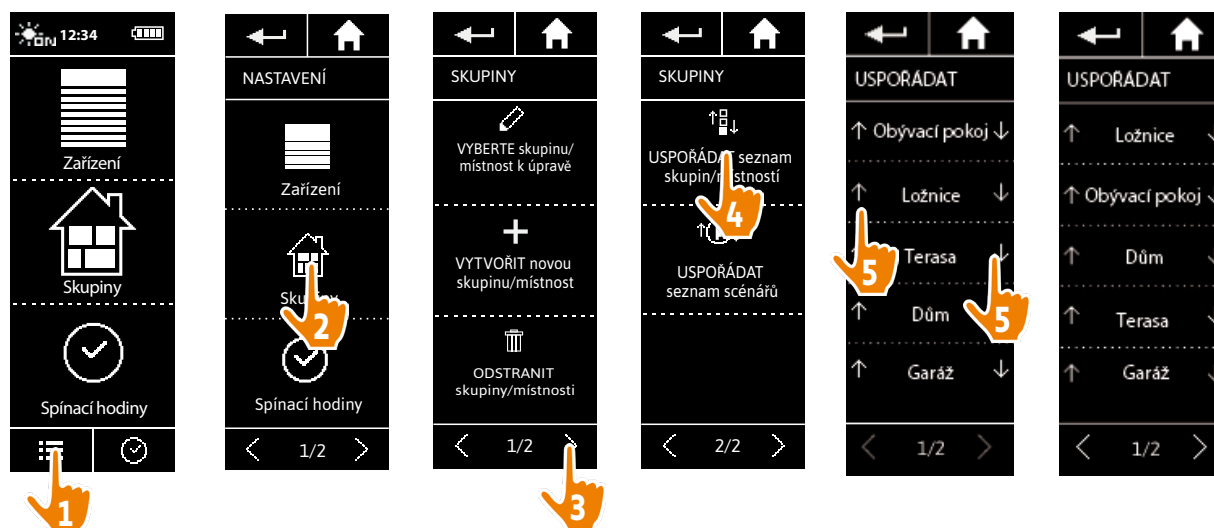 ON 12:34
Zařízení
Skupiny
Spínací hodiny
1
NASTAVENÍ
Zařízení
Skupiny
2
Spínací hodiny
1/2
SKUPINY
VYBERTE skupinu/
místnost k úpravě
VYTVOŘIT novou
skupinu/místnost
ODSTRANIT
skupiny/místnosti
1/2
3
SKUPINY
USPOŘÁDAT seznam
skupin/místností
4
USPOŘÁDAT
seznam scénářů
2/2
USPOŘÁDAT
Obývací pokoj
Ložnice
5
Terasa
5
Dům
Garáž
1/2
USPOŘÁDAT
Ložnice
Obývací pokoj
Dům
Terasa
Garáž
1/2